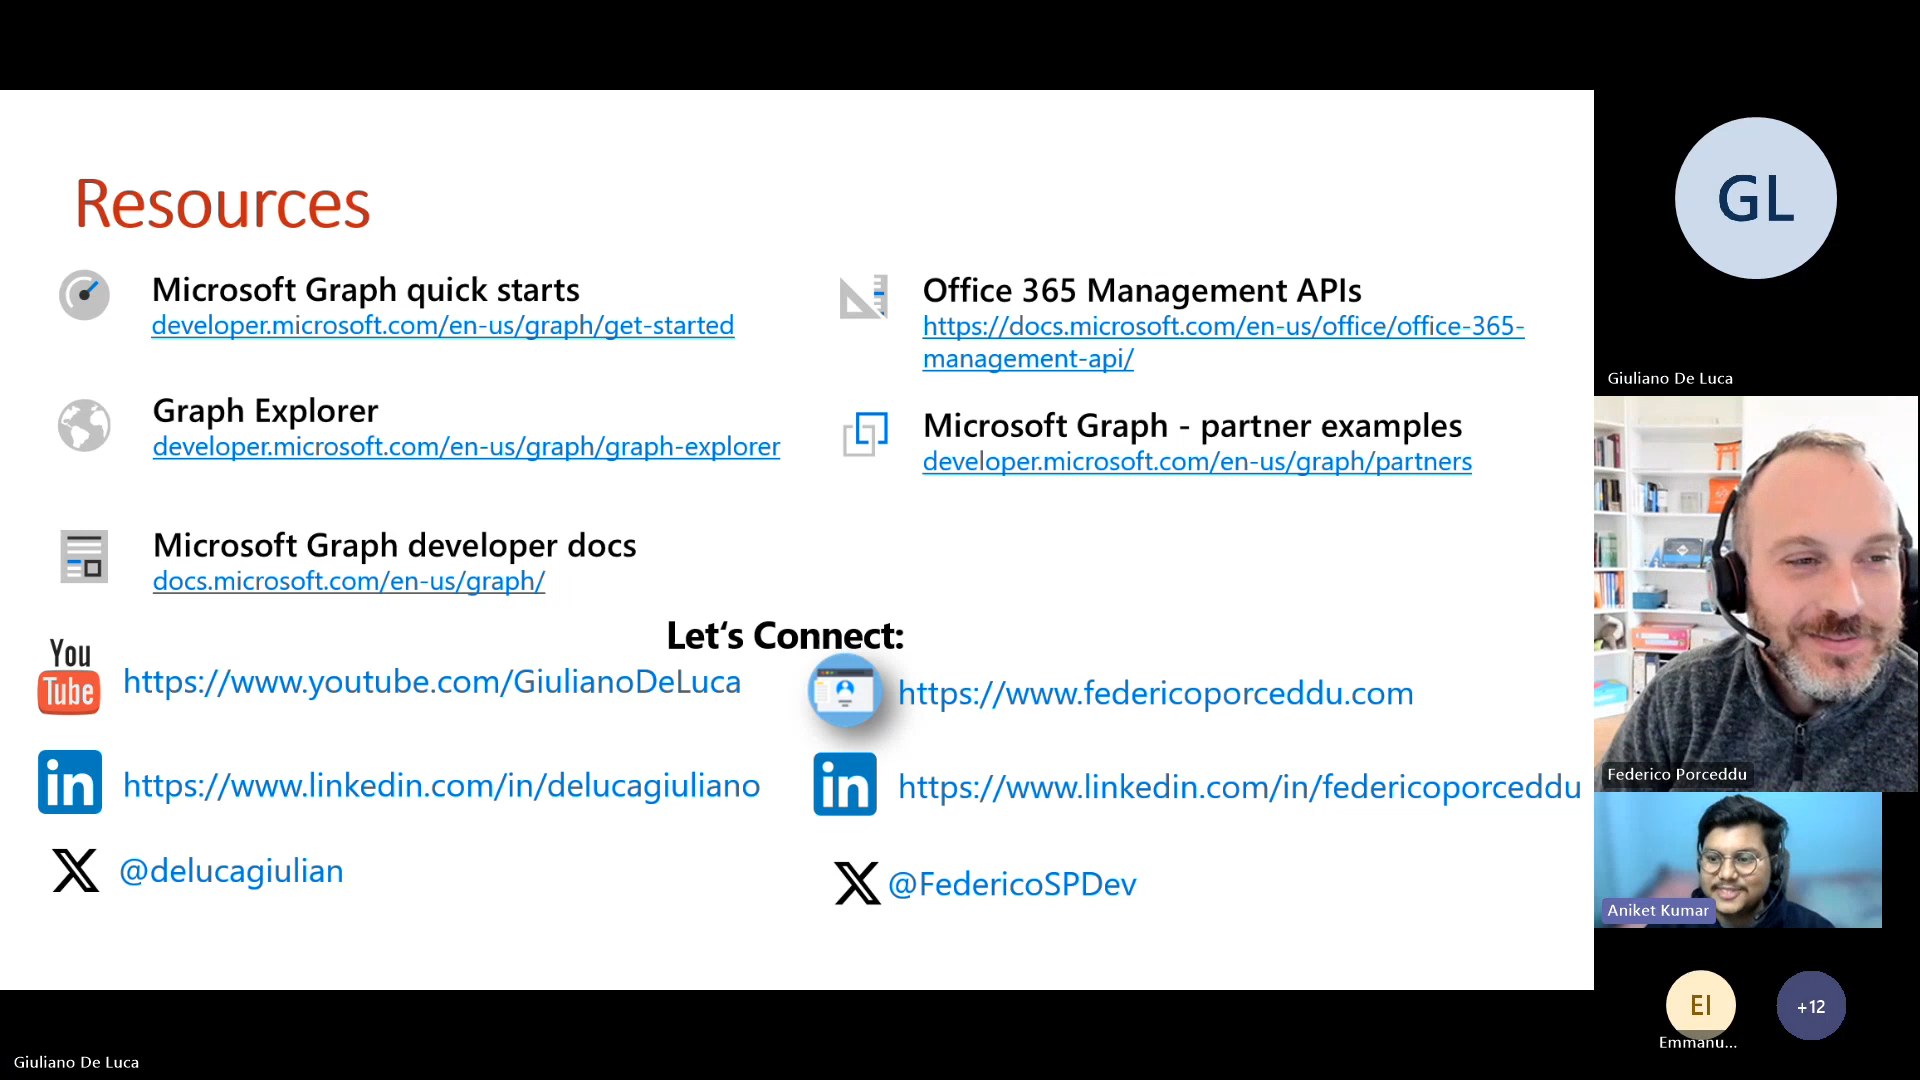 Resources
Microsoft Graph quick starts
developer.microsoft.com/en-us/graph/get-started
Graph Explorer
developer.microsoft.com/en-us/graph/graph-explorer
Microsoft Graph developer docs
docs.microsoft.com/en-us/graph/
Office 365 Management APIs
https://docs.microsoft.com/en-us/office/office-365-
management-api/
Microsoft Graph - partner examples
developer.microsoft.com/en-us/graph/partners
Let‘s Connect:
You
Tube
https://www.youtube.com/GiulianoDeLuca
in
https://www.linkedin.com/in/delucagiuliano
@delucagiulian
https://www.federicoporceddu.com
in
https://www.linkedin.com/in/federicoporceddu
@FedericoSPDev
GL
Giuliano De Luca
Federico Porceddu
Aniket Kumar
EI
Emmanu...
+12
Giuliano De Luca